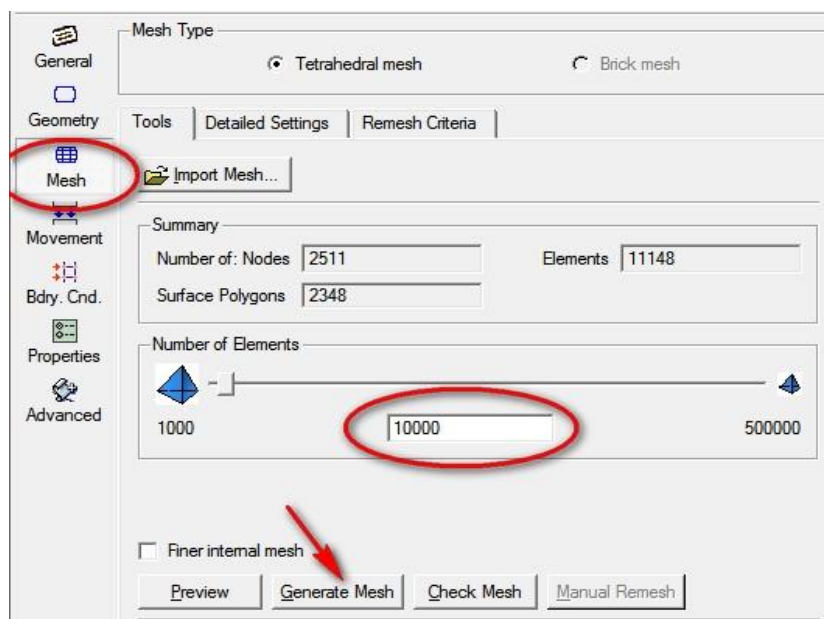 Mesh Type
General
Tetrahedral mesh
Brick mesh
Geometry
Tools
Detailed Settings
Remesh Criteria
Mesh
Import Mesh...
Summary
Movement
Number of: Nodes 2511
Elements 11148
Bdry. Cnd.
Surface Polygons 2348
Number of Elements
Properties
Advanced
1000
10000
500000
Finer internal mesh
Preview
Generate Mesh
Check Mesh
Manual Remesh